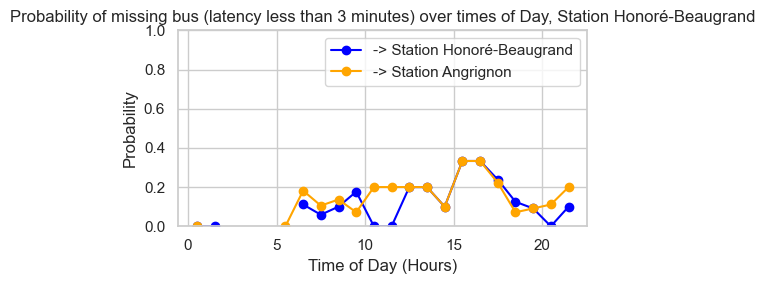 Probability of missing bus (latency less than 3 minutes) over times of Day, Station Honoré-Beaugrand
1.0
-> Station Honoré-Beaugrand
-> Station Angrignon
0.8
0.6
0.4
0.2
0.0
Probability
0 5 10 15 20
Time of Day (Hours)